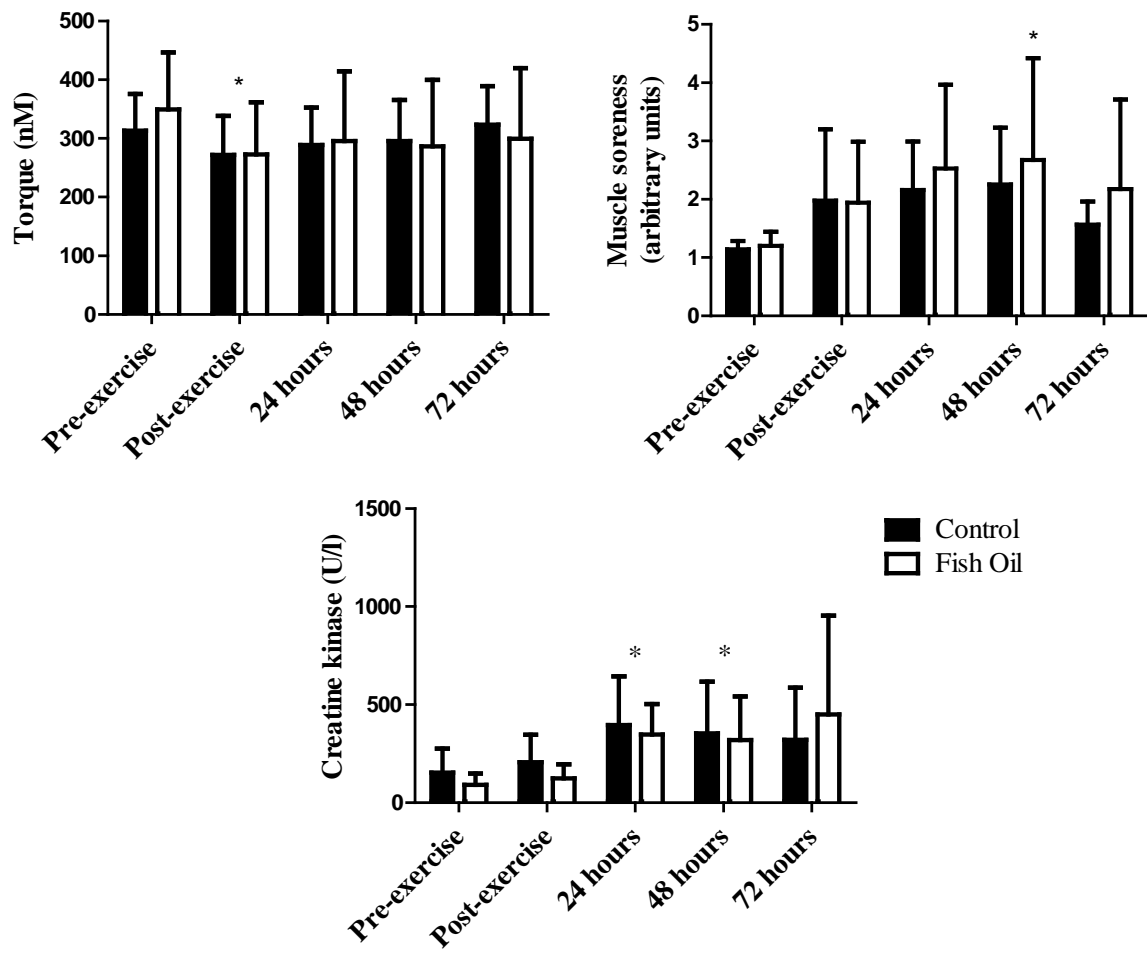 Torque (nM)
500
400
300
200
100
0
*
Pre-exercise
Post-exercise
24 hours
48 hours
72 hours
Muscle soreness
(arbitrary units)
5
4
3
2
1
0
*
Pre-exercise
Post-exercise
24 hours
48 hours
72 hours
Creatine kinase (U/l)
1500
1000
500
0
*
*
Pre-exercise
Post-exercise
24 hours
48 hours
72 hours
Control
Fish Oil